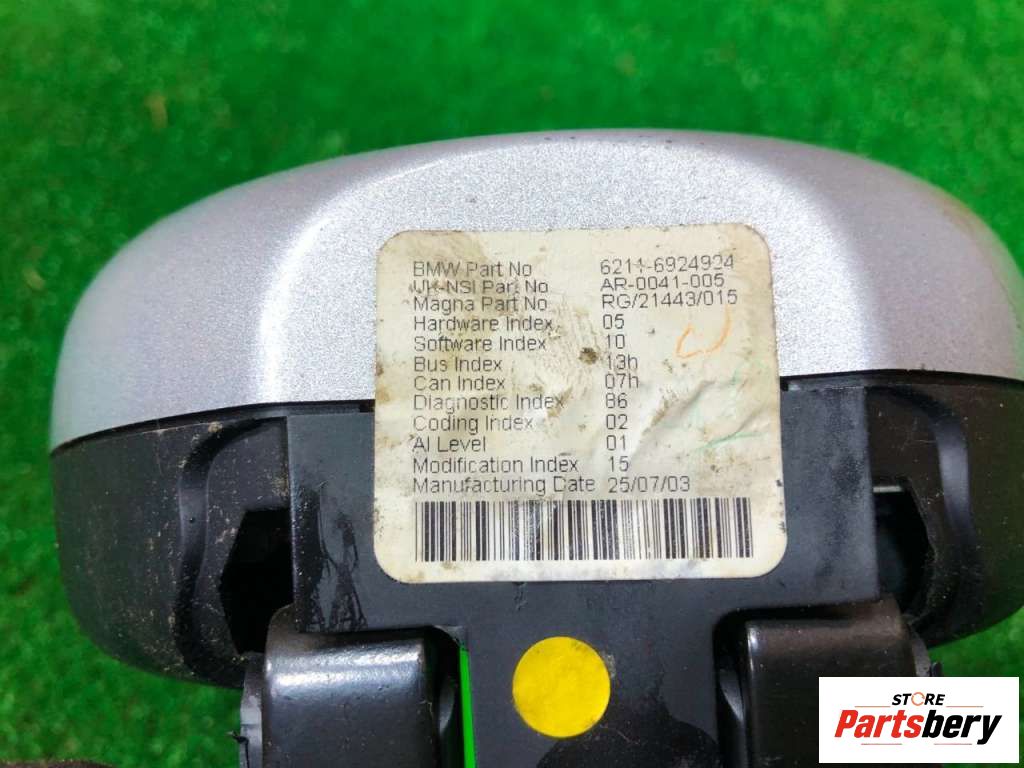 BMW Part No 6211-6924924
UK-NSI Part No AR-0041-005
Magna Part No RG/21443/015
Hardware Index 05
Software Index 10
Bus Index 13h
Can Index 07h
Diagnostic Index 86
Coding Index 02
AI Level 01
Modification Index 15
Manufacturing Date 25/07/03
STORE
Partsbery